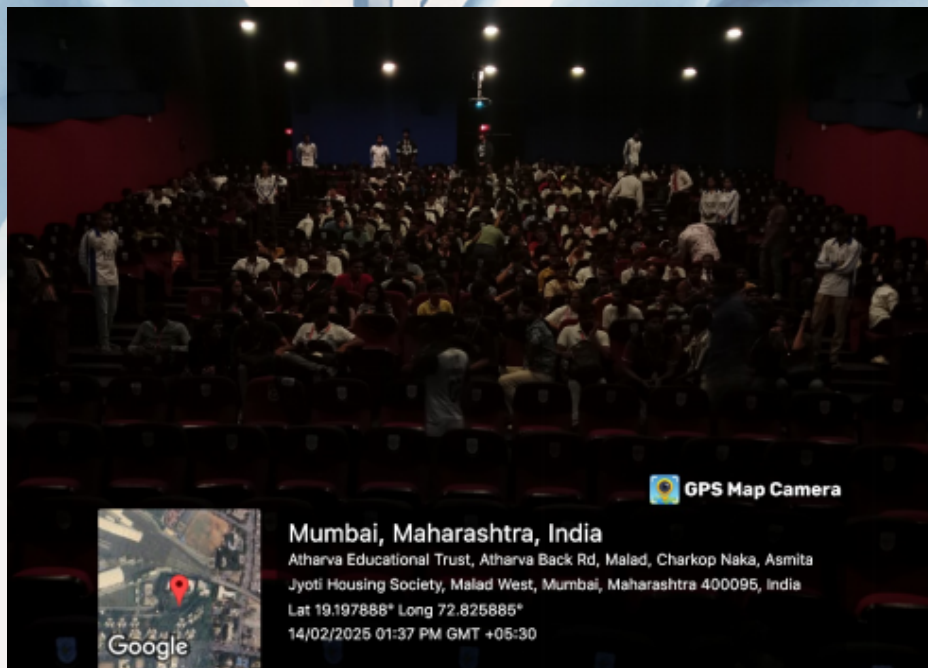 GPS Map Camera
Mumbai, Maharashtra, India
Atharva Educational Trust, Atharva Back Rd, Malad, Charkop Naka, Asmita
Jyoti Housing Society, Malad West, Mumbai, Maharashtra 400095, India
Lat 19.197888° Long 72.825885°
14/02/2025 01:37 PM GMT +05:30
Google